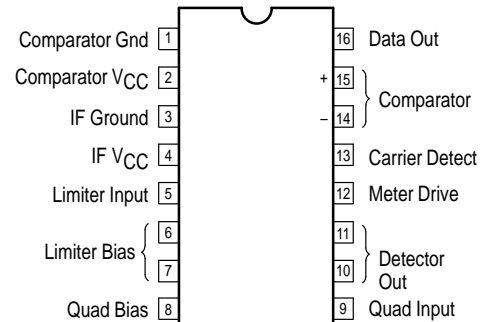 Comparator Gnd 1
Comparator VCC 2
IF Ground 3
IF VCC 4
Limiter Input 5
Limiter Bias 6
7
Quad Bias 8
16 Data Out
+ 15 Comparator
– 14
13 Carrier Detect
12 Meter Drive
11 Detector
10 Out
9 Quad Input